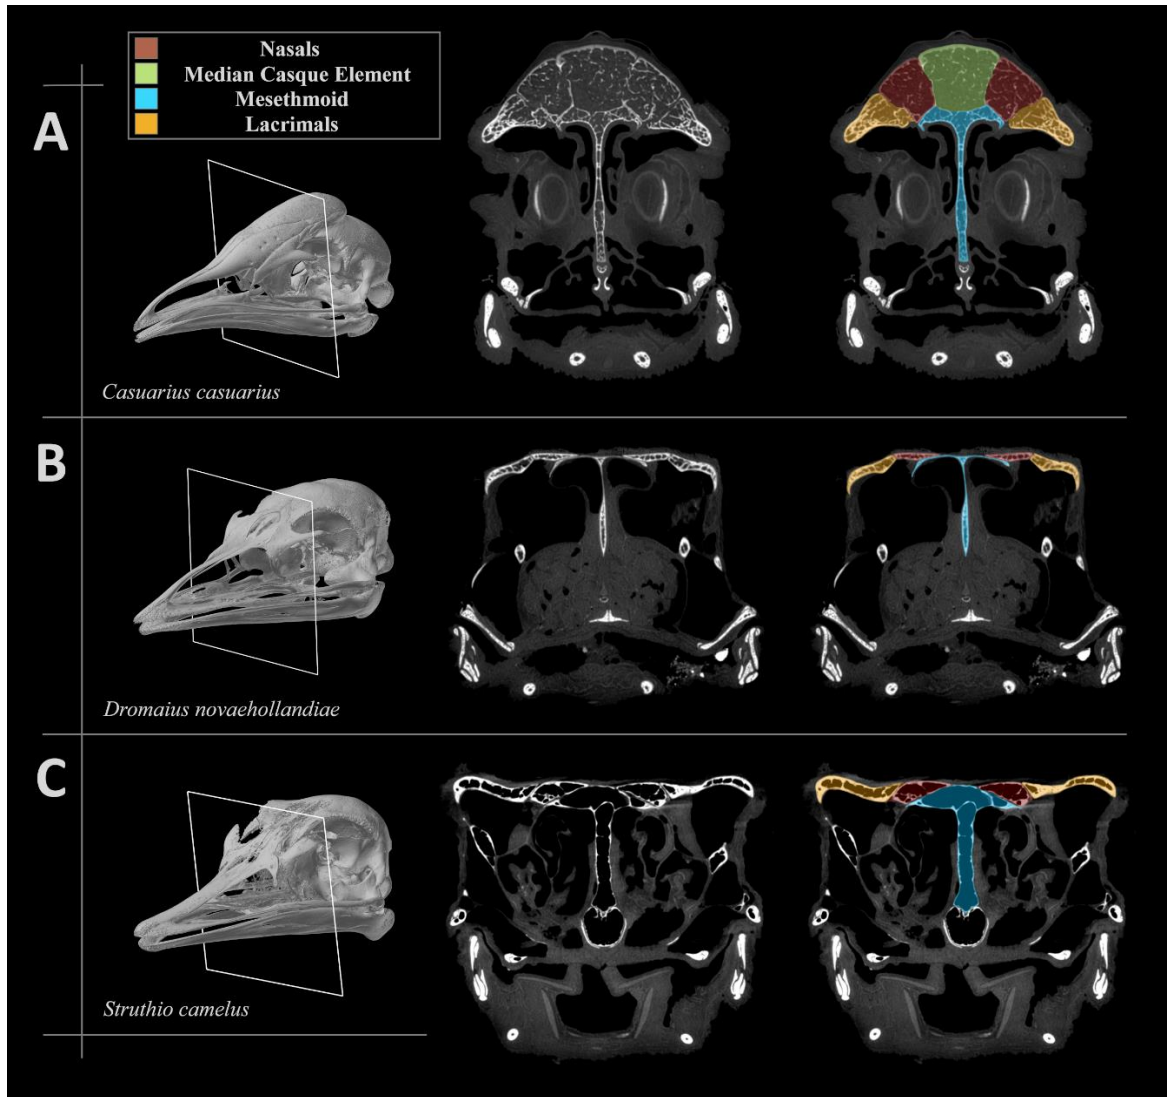 Nasals
Median Casque Element
Mesethmoid
Lacrimals
A
Casuarius casuarius
B
Dromaius novaehollandiae
C
Struthio camelus